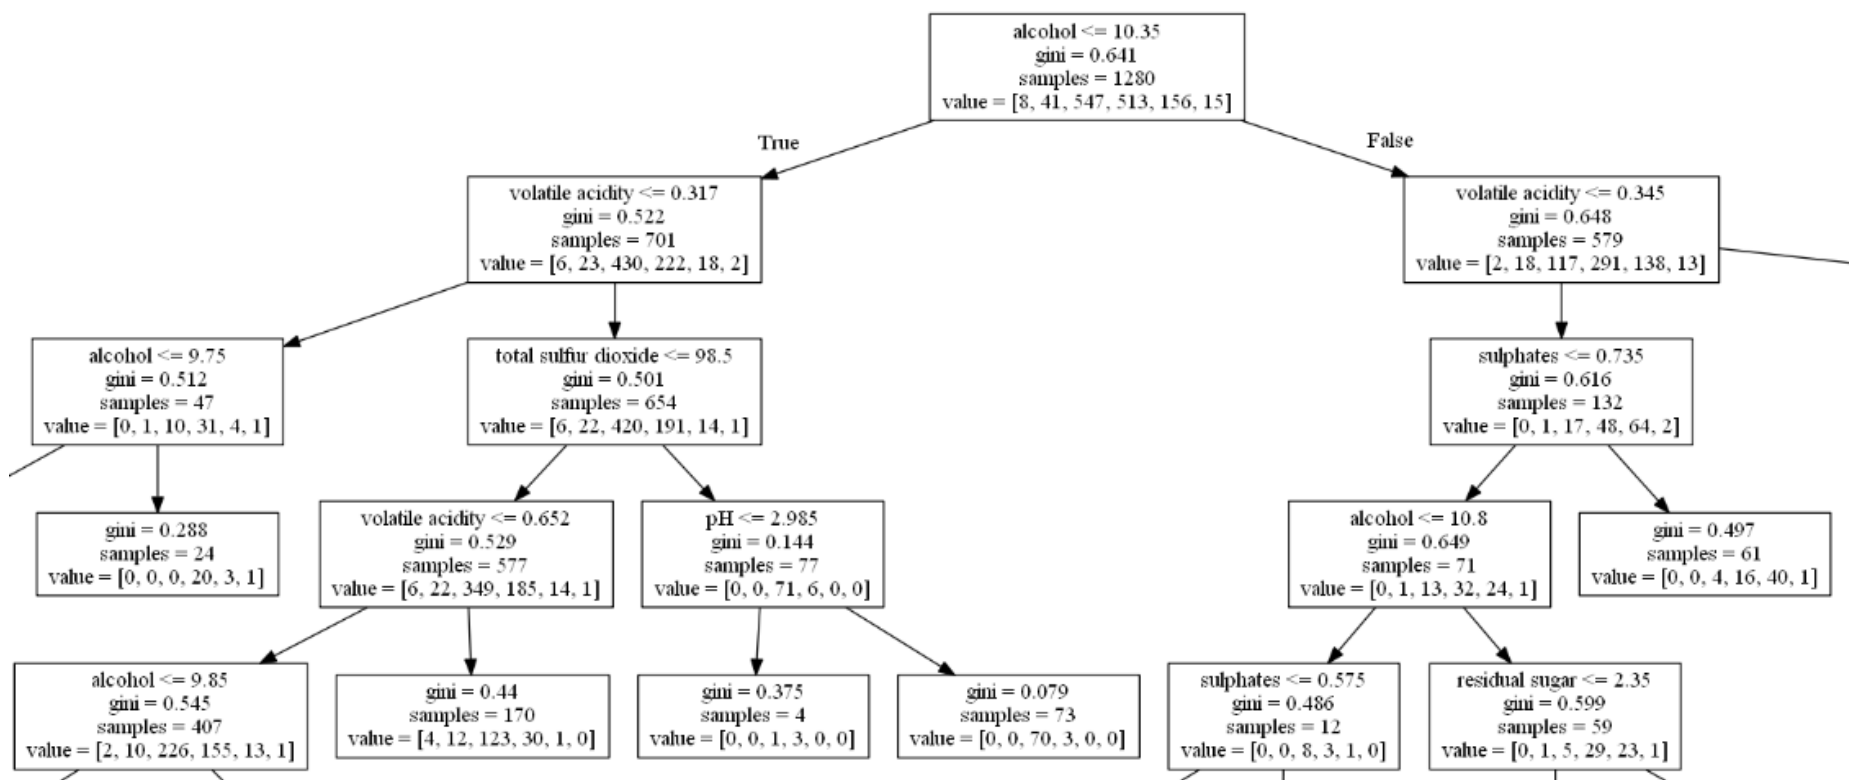 alcohol <= 10.35
gini = 0.641
samples = 1280
value = [8, 41, 547, 513, 156, 15]
True
False
volatile acidity <= 0.317
gini = 0.522
samples = 701
value = [6, 23, 430, 222, 18, 2]
volatile acidity <= 0.345
gini = 0.648
samples = 579
value = [2, 18, 117, 291, 138, 13]
alcohol <= 9.75
gini = 0.512
samples = 47
value = [0, 1, 10, 31, 4, 1]
total sulfur dioxide <= 98.5
gini = 0.501
samples = 654
value = [6, 22, 420, 191, 14, 1]
sulphates <= 0.735
gini = 0.616
samples = 132
value = [0, 1, 17, 48, 64, 2]
gini = 0.288
samples = 24
value = [0, 0, 0, 20, 3, 1]
volatile acidity <= 0.652
gini = 0.529
samples = 577
value = [6, 22, 349, 185, 14, 1]
pH <= 2.985
gini = 0.144
samples = 77
value = [0, 0, 71, 6, 0, 0]
alcohol <= 10.8
gini = 0.649
samples = 71
value = [0, 1, 13, 32, 24, 1]
gini = 0.497
samples = 61
value = [0, 0, 4, 16, 40, 1]
alcohol <= 9.85
gini = 0.545
samples = 407
value = [2, 10, 226, 155, 13, 1]
gini = 0.44
samples = 170
value = [4, 12, 123, 30, 1, 0]
gini = 0.375
samples = 4
value = [0, 0, 1, 3, 0, 0]
gini = 0.079
samples = 73
value = [0, 0, 70, 3, 0, 0]
sulphates <= 0.575
gini = 0.486
samples = 12
value = [0, 0, 8, 3, 1, 0]
residual sugar <= 2.35
gini = 0.599
samples = 59
value = [0, 1, 5, 29, 23, 1]